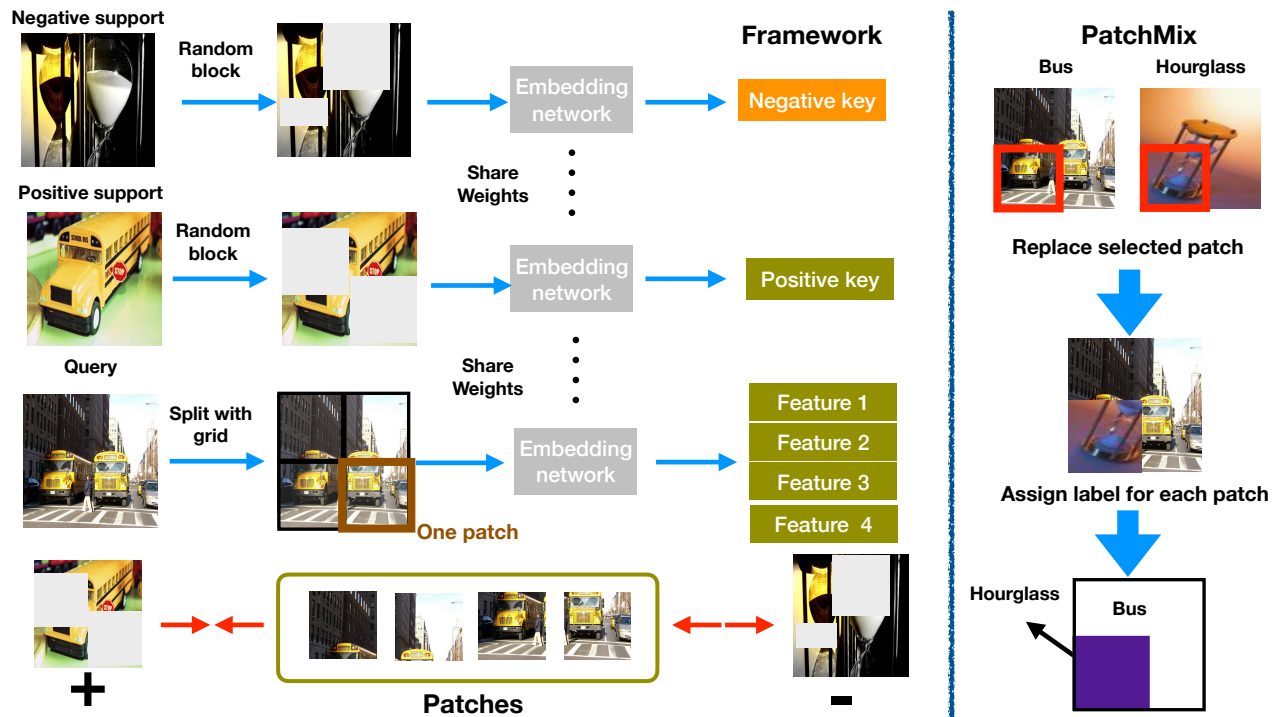 Negative support
Random
block
Embedding
network
Negative key
Framework
Share
Weights
Positive support
SCHOOL BUS
STOP
Random
block
Embedding
network
Positive key
Share
Weights
Query
Split with
grid
One patch
Embedding
network
Feature 1
Feature 2
Feature 3
Feature 4
+
Patches
-
PatchMix
Bus
Hourglass
Replace selected patch
Assign label for each patch
Hourglass
Bus